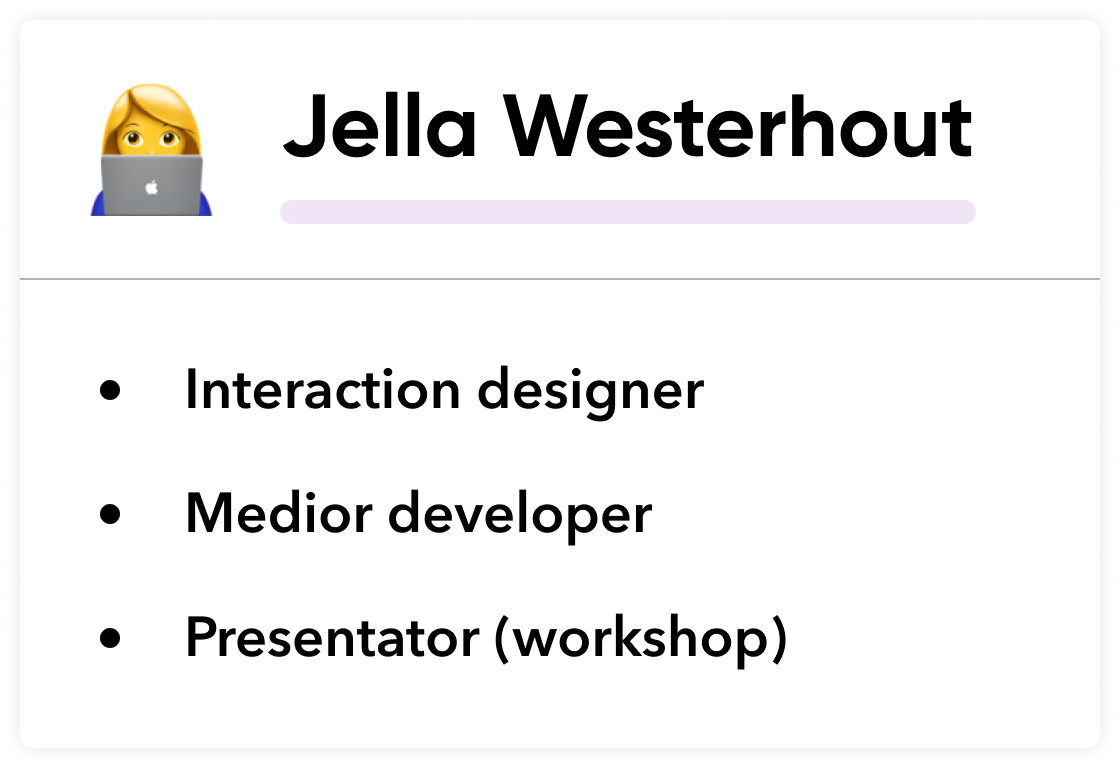 Jella Westerhout
• Interaction designer
• Medior developer
• Presentator (workshop)